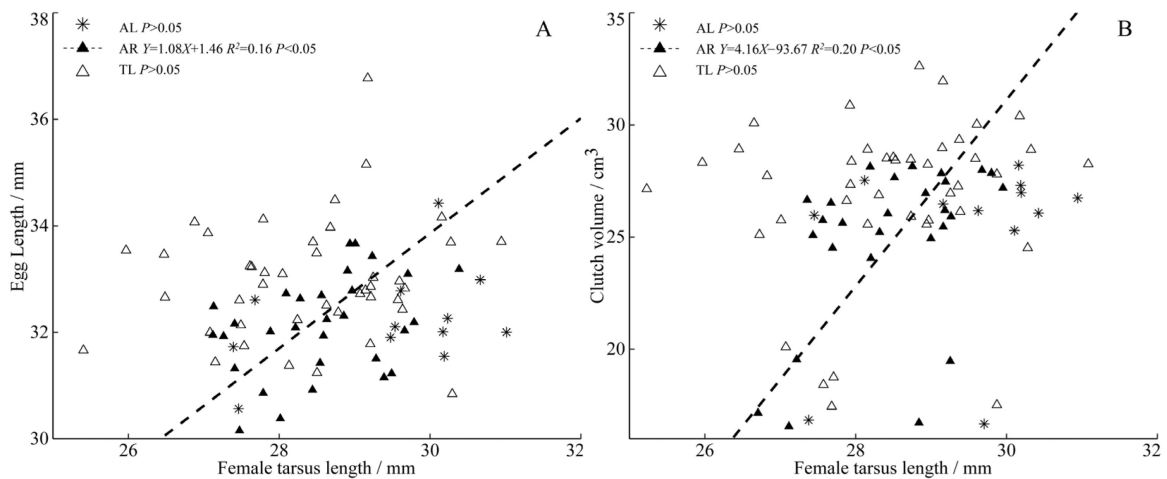 38
36
34
32
30
Egg Length / mm
AL P>0.05
AR Y=1.08X+1.46 R²=0.16 P<0.05
TL P>0.05
A
26
28
30
32
Female tarsus length / mm
35
30
25
20
Clutch volume / cm³
AL P>0.05
AR Y=4.16X−93.67 R²=0.20 P<0.05
TL P>0.05
B
26
28
30
32
Female tarsus length / mm